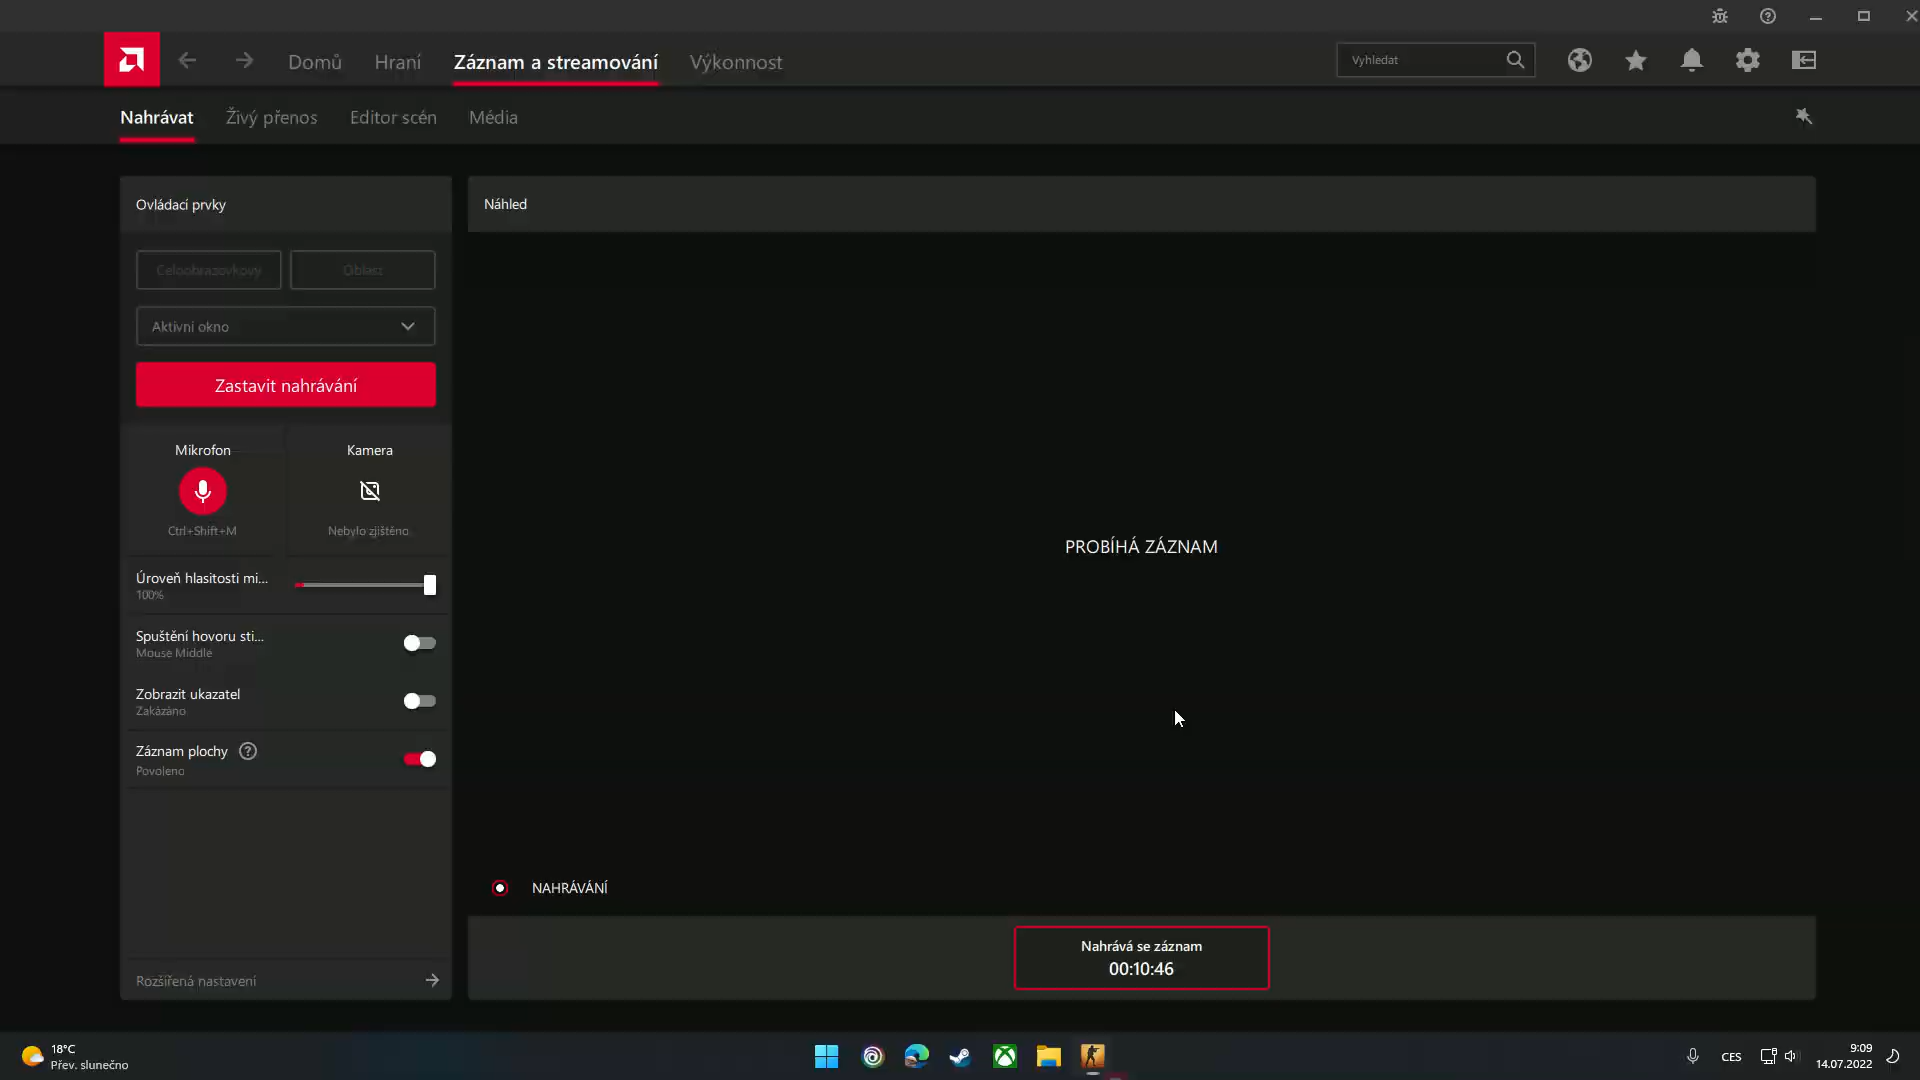 Domů
Hraní
Záznam a streamování
Výkonnost
Vyhledat
Nahrávat
Živý přenos
Editor scén
Média
Ovládací prvky
Náhled
Celoobrazovkový
Oblast
Aktivní okno
Zastavit nahrávání
Mikrofon
Kamera
Ctrl+Shift+M
Nebylo zjištěno
Úroveň hlasitosti mi...
100%
Spuštění hovoru sti...
Mouse Middle
Zobrazit ukazatel
Zakázáno
Záznam plochy
Povoleno
Rozšířená nastavení
PROBÍHÁ ZÁZNAM
NAHRÁVÁNÍ
Nahrává se záznam
00:10:46
18°C
Přev. slunečno
CES
9:09
14.07.2022